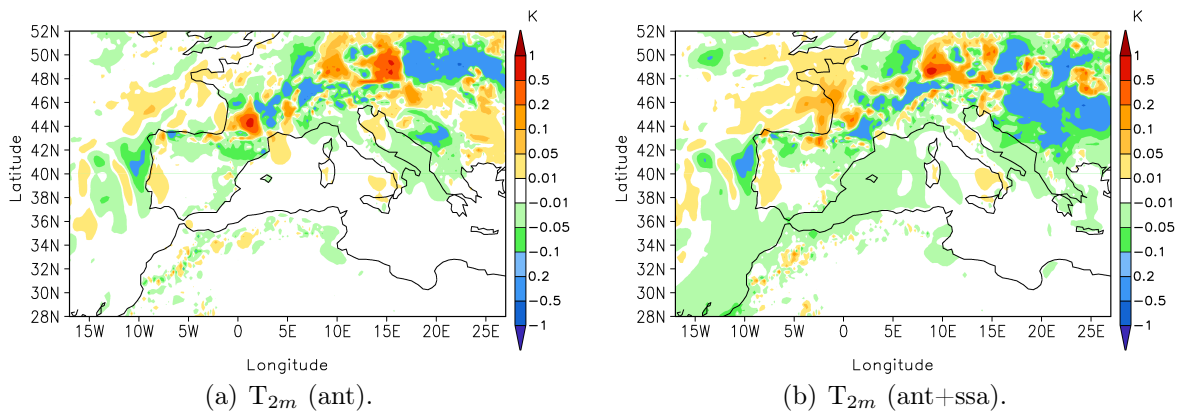 K
52N
50N
48N
46N
44N
42N
40N
38N
36N
34N
32N
30N
28N
Latitude
15W 10W 5W 0 5E 10E 15E 20E 25E
Longitude
1
0.5
0.2
0.1
0.05
0.01
−0.01
−0.05
−0.1
0.2
−0.5
−1
(a) T2m (ant).
K
52N
50N
48N
46N
44N
42N
40N
38N
36N
34N
32N
30N
28N
Latitude
15W 10W 5W 0 5E 10E 15E 20E 25E
Longitude
1
0.5
0.2
0.1
0.05
0.01
−0.01
−0.05
−0.1
0.2
−0.5
−1
(b) T2m (ant+ssa).